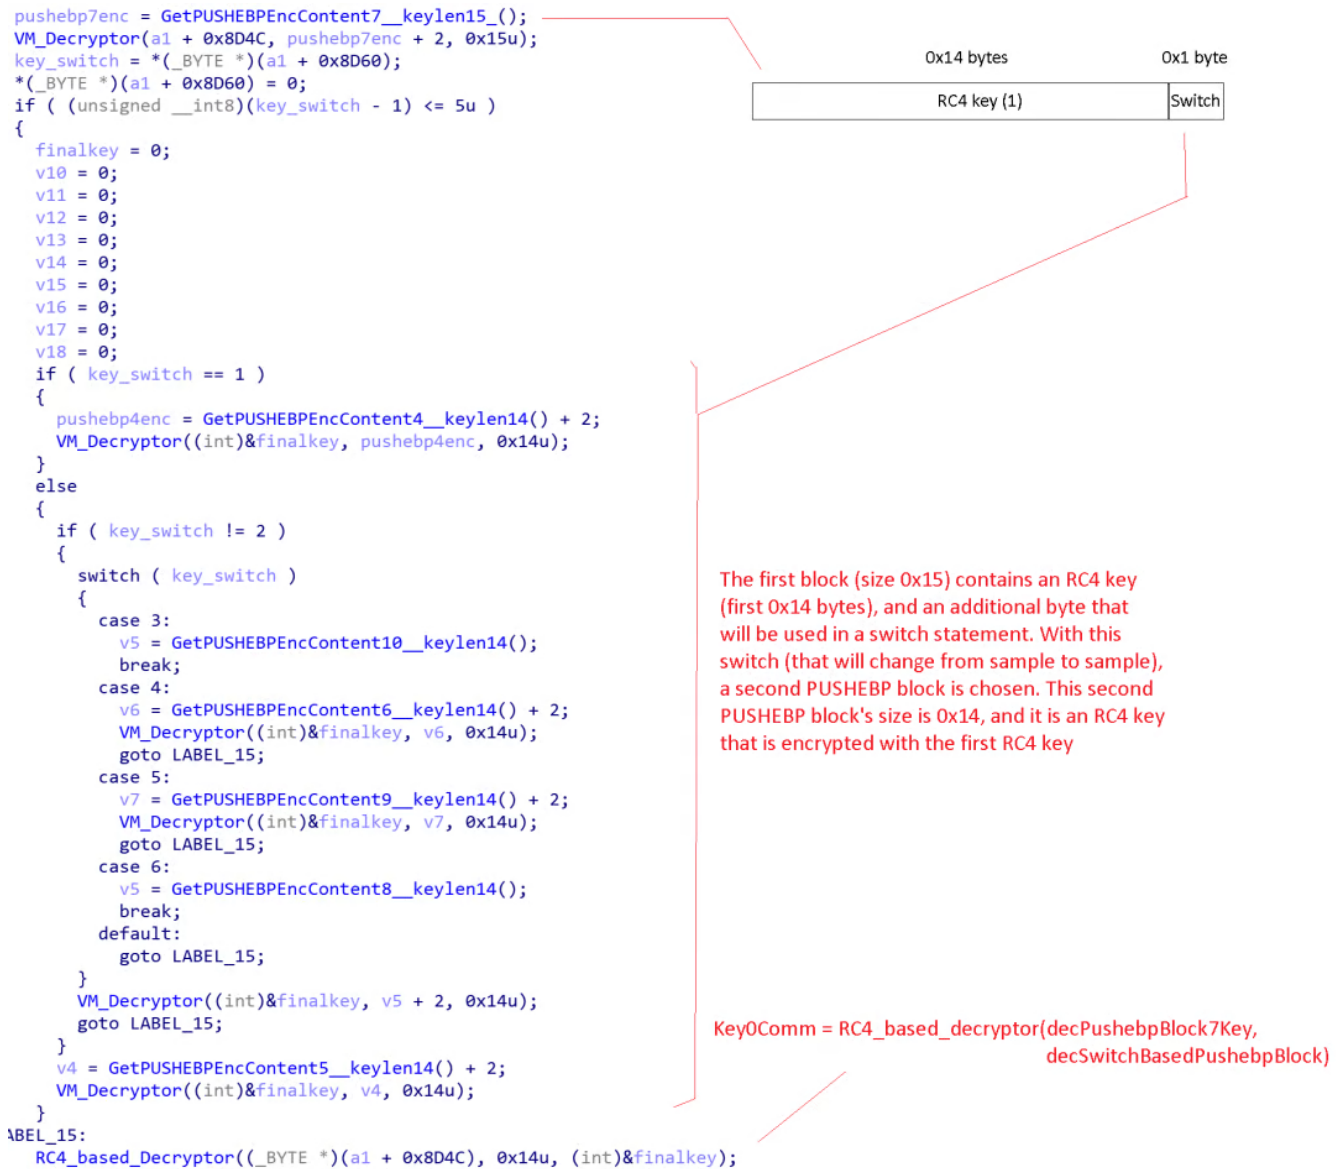 pushebp7enc = GetPUSHEBPEncContent7__keylen15_();
VM_Decryptor(a1 + 0x8D4C, pushebp7enc + 2, 0x15u);
key_switch = *(_BYTE *)(a1 + 0x8D60);
*(_BYTE *)(a1 + 0x8D60) = 0;
if ( (unsigned __int8)(key_switch - 1) <= 5u )
{
finalkey = 0;
v10 = 0;
v11 = 0;
v12 = 0;
v13 = 0;
v14 = 0;
v15 = 0;
v16 = 0;
v17 = 0;
v18 = 0;
if ( key_switch == 1 )
{
pushebp4enc = GetPUSHEBPEncContent4__keylen14() + 2;
VM_Decryptor((int)&finalkey, pushebp4enc, 0x14u);
}
else
{
if ( key_switch != 2 )
{
switch ( key_switch )
{
case 3:
v5 = GetPUSHEBPEncContent10__keylen14();
break;
case 4:
v6 = GetPUSHEBPEncContent6__keylen14() + 2;
VM_Decryptor((int)&finalkey, v6, 0x14u);
goto LABEL_15;
case 5:
v7 = GetPUSHEBPEncContent9__keylen14() + 2;
VM_Decryptor((int)&finalkey, v7, 0x14u);
goto LABEL_15;
case 6:
v5 = GetPUSHEBPEncContent8__keylen14();
break;
default:
goto LABEL_15;
}
VM_Decryptor((int)&finalkey, v5 + 2, 0x14u);
goto LABEL_15;
}
v4 = GetPUSHEBPEncContent5__keylen14() + 2;
VM_Decryptor((int)&finalkey, v4, 0x14u);
}
ABEL_15:
RC4_based_Decryptor((_BYTE *)(a1 + 0x8D4C), 0x14u, (int)&finalkey);
0x14 bytes 0x1 byte
RC4 key (1) Switch
The first block (size 0x15) contains an RC4 key
(first 0x14 bytes), and an additional byte that
will be used in a switch statement. With this
switch (that will change from sample to sample),
a second PUSHEBP block is chosen. This second
PUSHEBP block's size is 0x14, and it is an RC4 key
that is encrypted with the first RC4 key
Key0Comm = RC4_based_decryptor(decPushebpBlock7Key,
decSwitchBasedPushebpBlock)